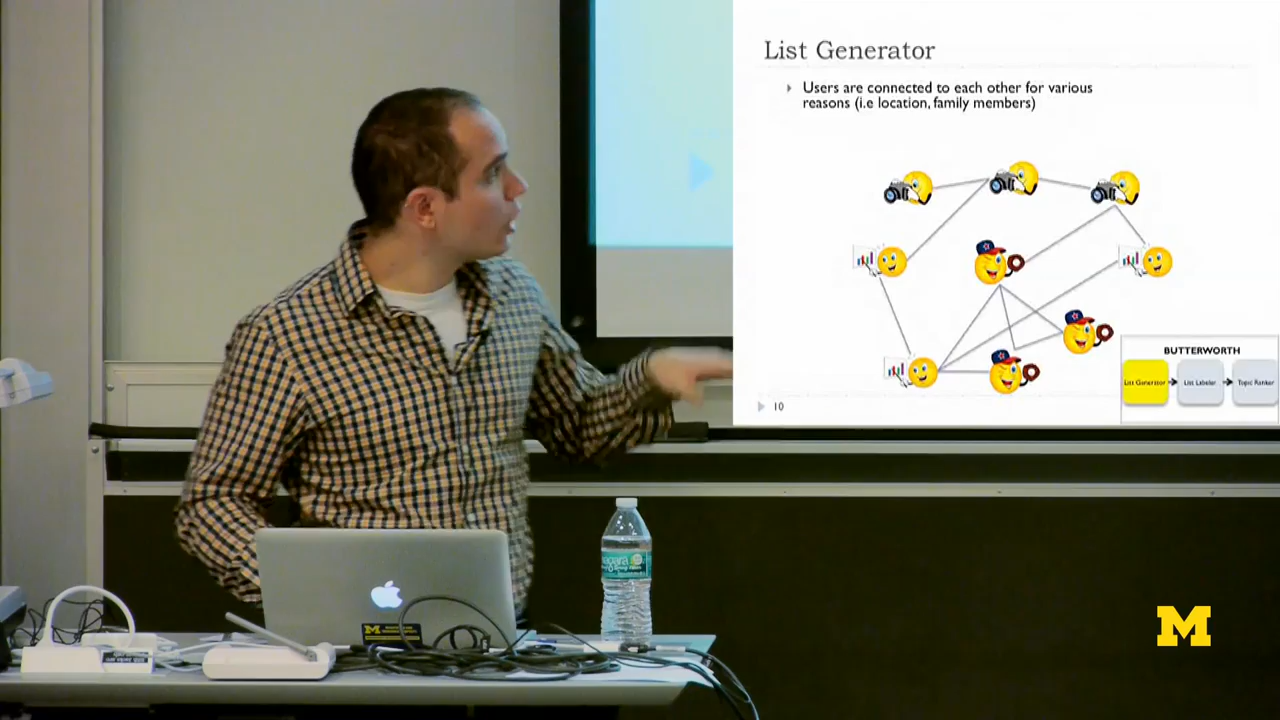 List Generator
Users are connected to each other for various
reasons (i.e location, family members)
BUTTERWORTH
List Generator
List Labeler
Topic Ranker
10
M
M